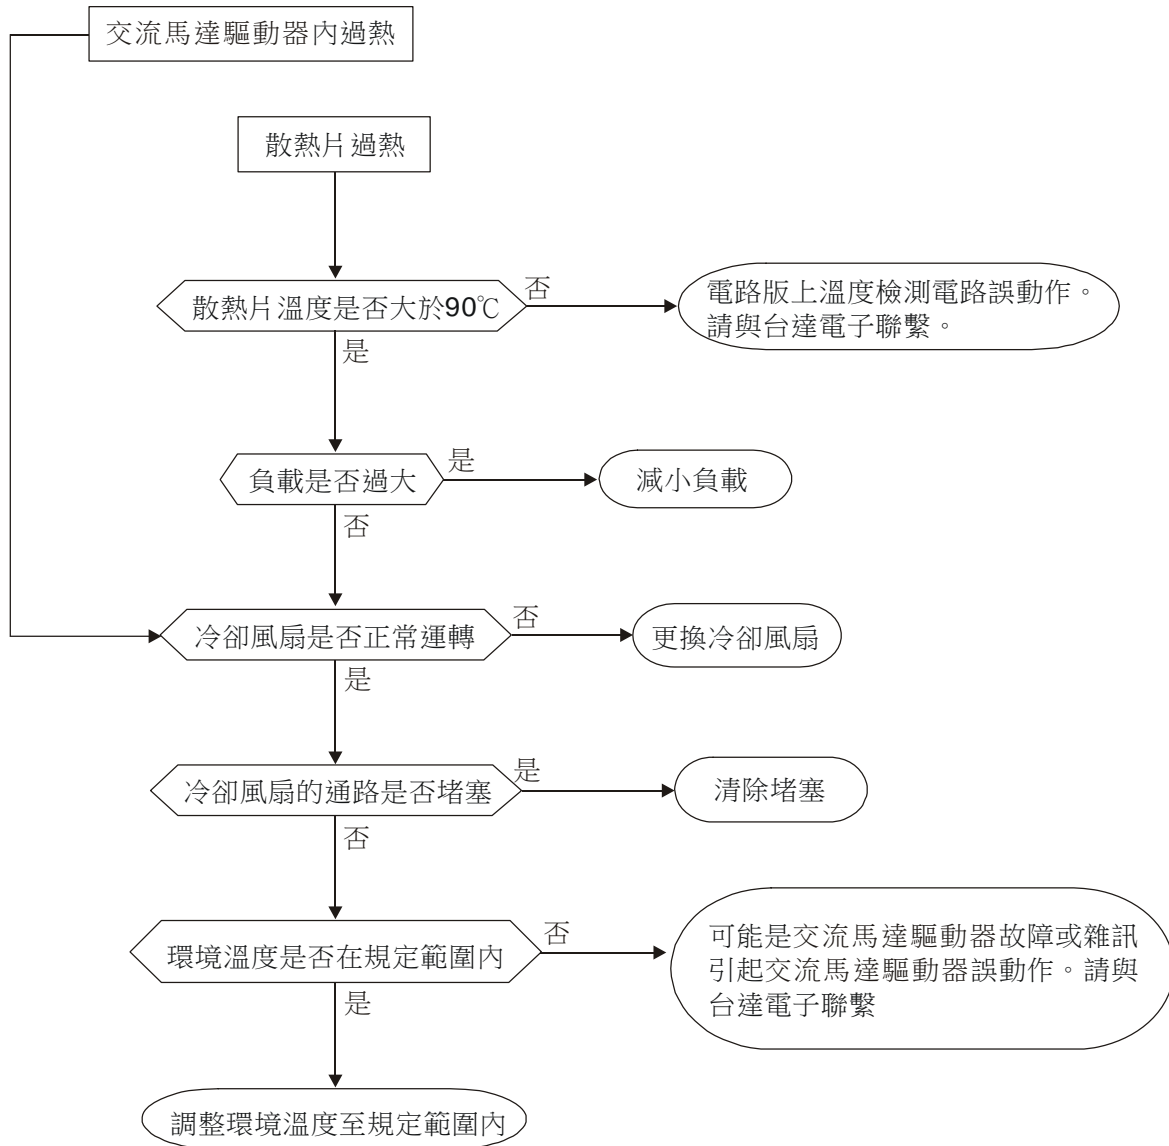 交流馬達驅動器內過熱
散熱片過熱
散熱片溫度是否大於90℃
否
電路版上溫度檢測電路誤動作。
請與台達電子聯繫。
是
負載是否過大
是
減小負載
否
冷卻風扇是否正常運轉
否
更換冷卻風扇
是
冷卻風扇的通路是否堵塞
是
清除堵塞
否
環境溫度是否在規定範圍內
否
可能是交流馬達驅動器故障或雜訊
引起交流馬達驅動器誤動作。請與
台達電子聯繫
是
調整環境溫度至規定範圍內